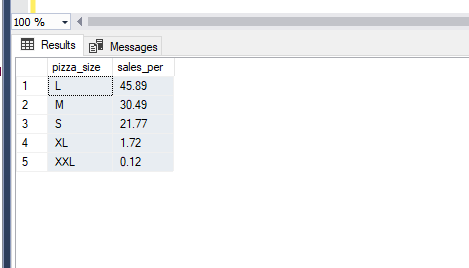 100 %
Results Messages
pizza_size sales_per
1 L 45.89
2 M 30.49
3 S 21.77
4 XL 1.72
5 XXL 0.12